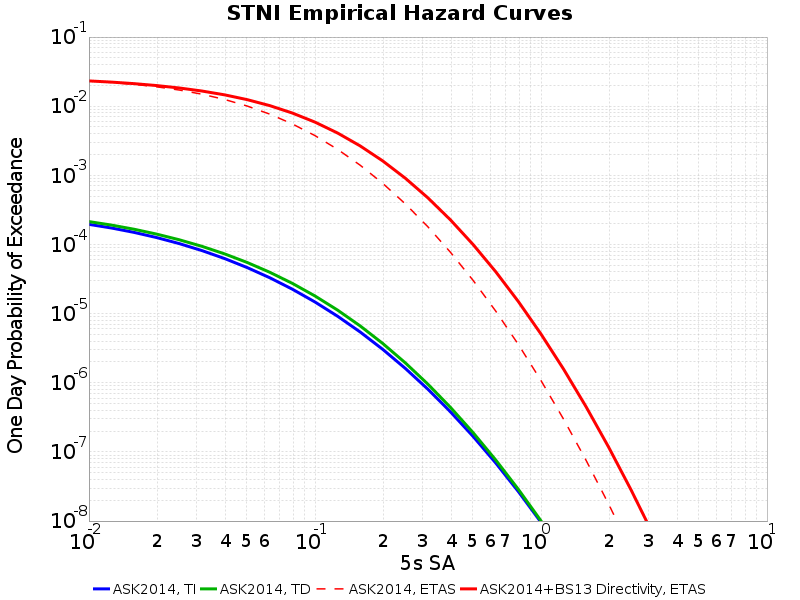 STNI Empirical Hazard Curves
One Day Probability of Exceedance
10-1
10-2
10-3
10-4
10-5
10-6
10-7
10-8
10-2 2 3 4 5 6 10-1 2 3 4 5 6 7 100 2 3 4 5 6 7 101
5s SA
ASK2014, TI ASK2014, TD ASK2014, ETAS ASK2014+BS13 Directivity, ETAS